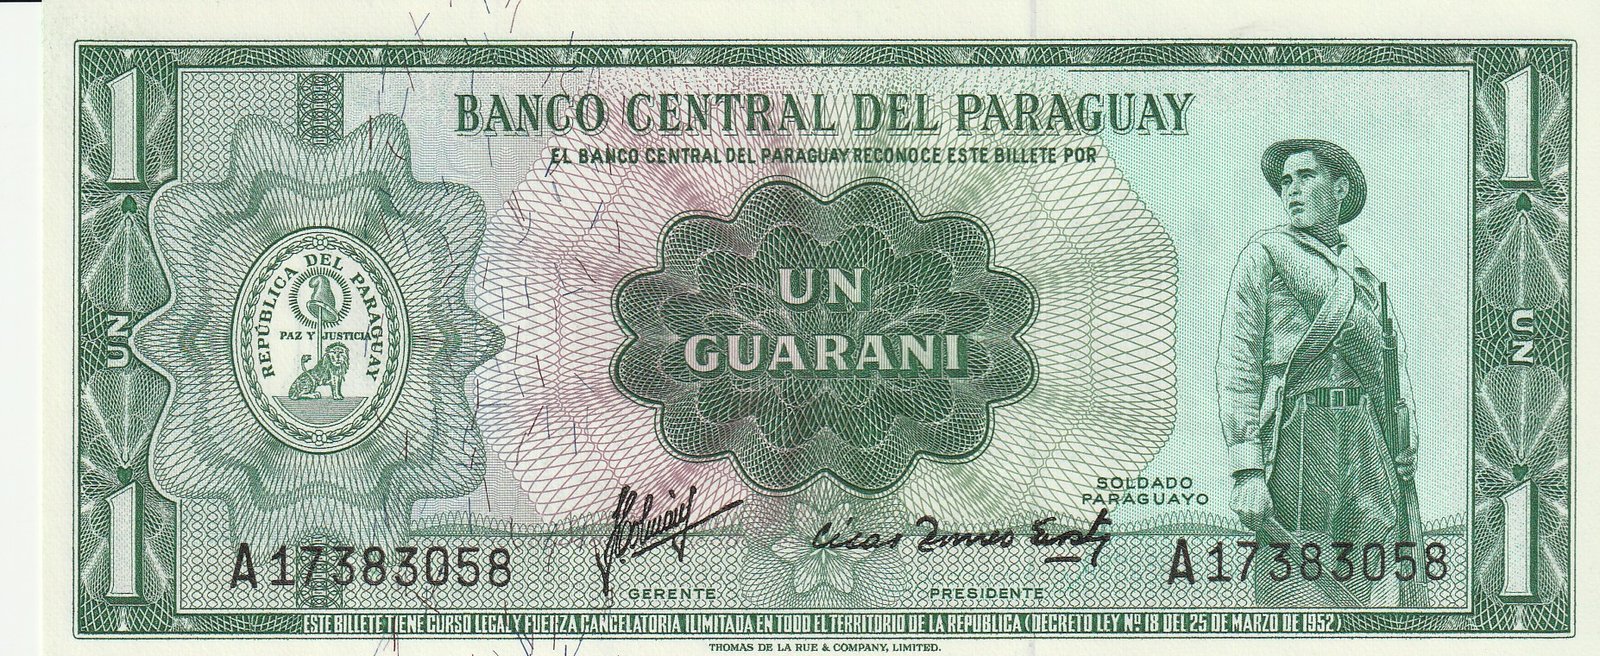 1
1
BANCO CENTRAL DEL PARAGUAY
EL BANCO CENTRAL DEL PARAGUAY RECONOCE ESTE BILLETE POR
UN
GUARANI
REPÚBLICA DEL PARAGUAY
PAZ Y JUSTICIA
UN
UN
SOLDADO
PARAGUAYO
A17383058
A17383058
GERENTE
PRESIDENTE
1
1
ESTE BILLETE TIENE CURSO LEGAL Y FUERZA CANCELATORIA ILIMITADA EN TODO EL TERRITORIO DE LA REPUBLICA (DECRETO LEY Nº 18 DEL 25 DE MARZO DE 1952)
THOMAS DE LA RUE & COMPANY, LIMITED.